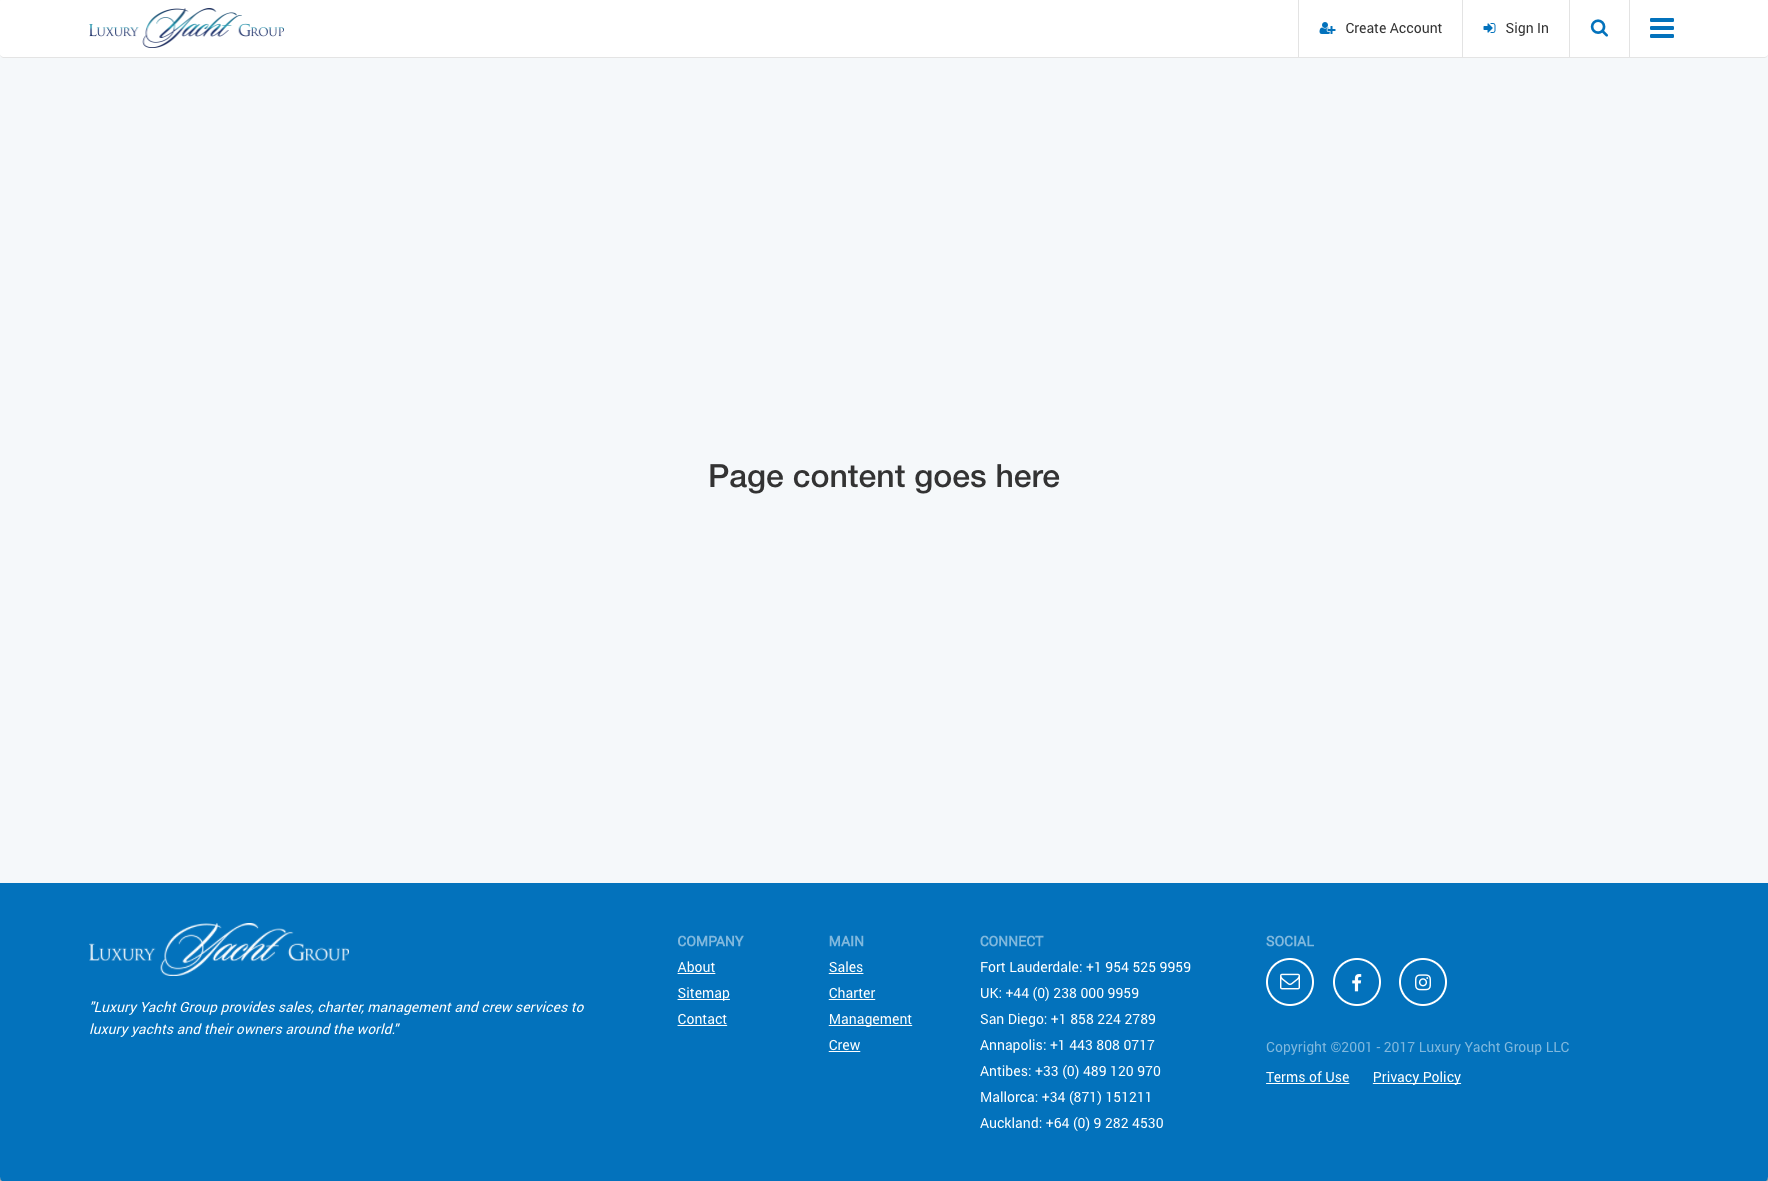 Luxury Yacht Group
Create Account
Sign In
Page content goes here
Luxury Yacht Group
"Luxury Yacht Group provides sales, charter, management and crew services to
luxury yachts and their owners around the world."
COMPANY
About
Sitemap
Contact
MAIN
Sales
Charter
Management
Crew
CONNECT
Fort Lauderdale: +1 954 525 9959
UK: +44 (0) 238 000 9959
San Diego: +1 858 224 2789
Annapolis: +1 443 808 0717
Antibes: +33 (0) 489 120 970
Mallorca: +34 (871) 151211
Auckland: +64 (0) 9 282 4530
SOCIAL
Copyright ©2001 - 2017 Luxury Yacht Group LLC
Terms of Use Privacy Policy